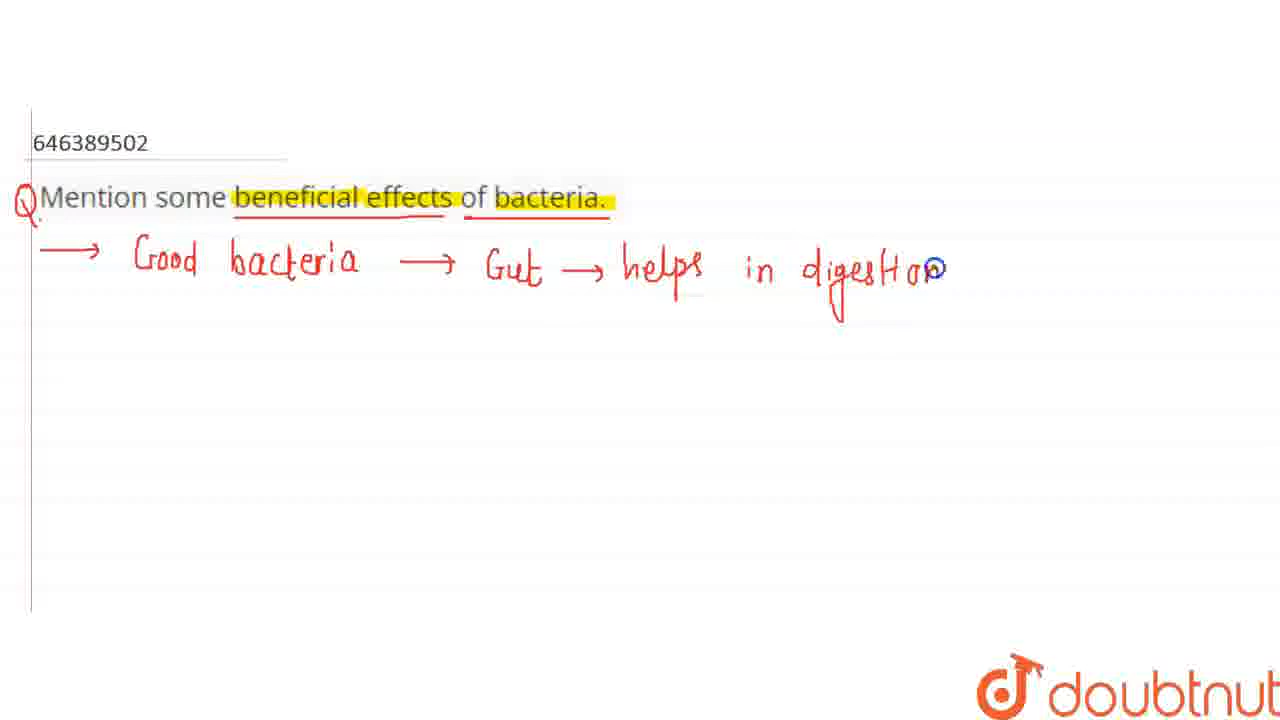 646389502
Q. Mention some beneficial effects of bacteria.
→ Good bacteria → Gut → helps in digestion
doubtnut